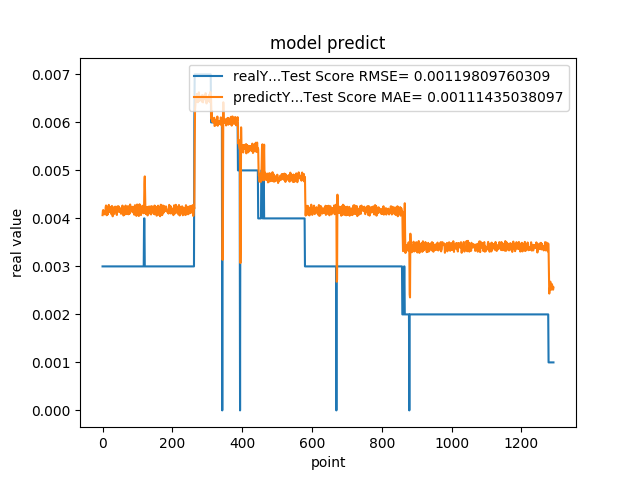 model predict
realY...Test Score RMSE= 0.00119809760309
predictY...Test Score MAE= 0.00111435038097
real value
0.007
0.006
0.005
0.004
0.003
0.002
0.001
0.000
0 200 400 600 800 1000 1200
point